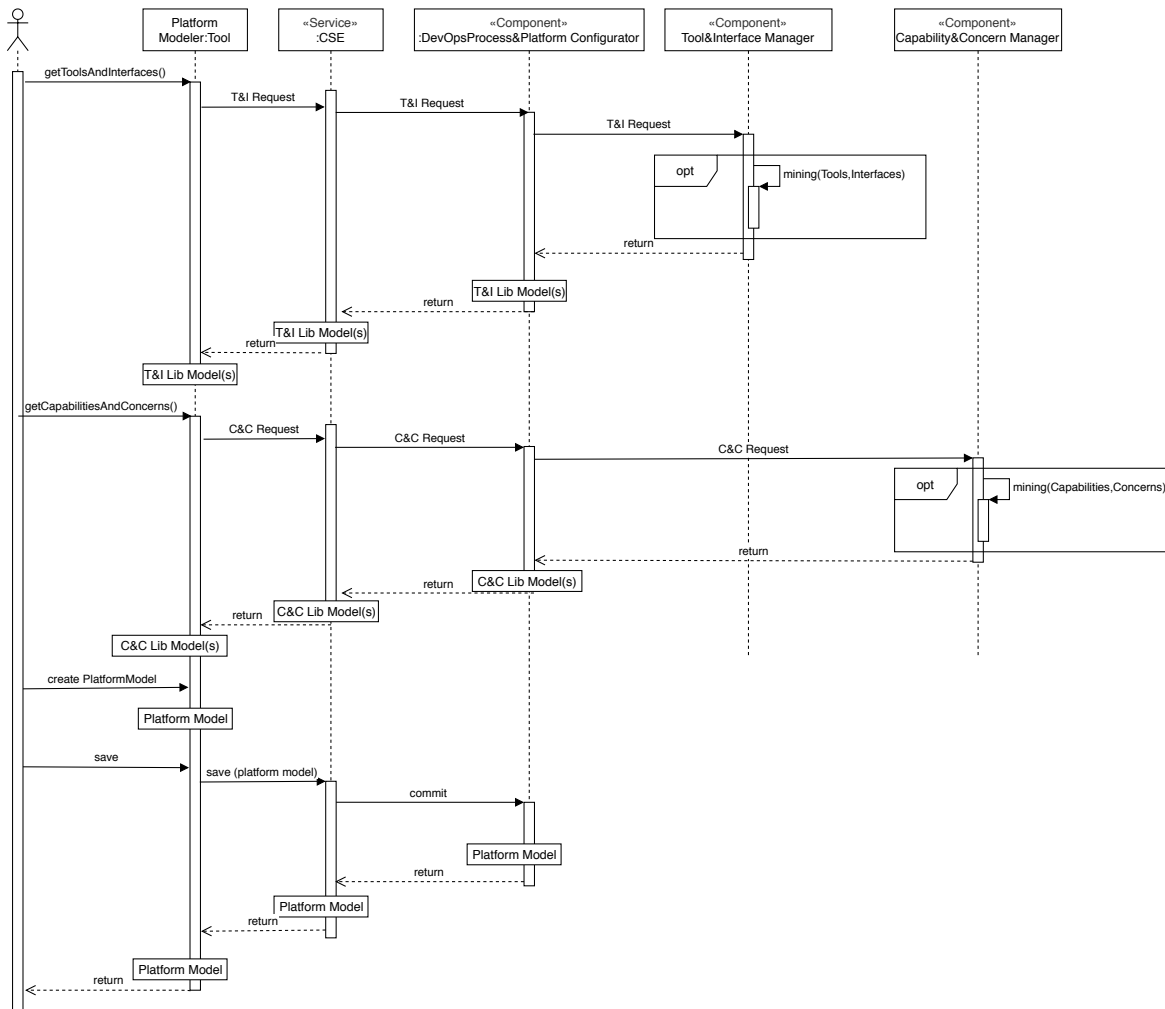 Platform
Modeler:Tool
«Service»
:CSE
«Component»
:DevOpsProcess&Platform Configurator
«Component»
Tool&Interface Manager
«Component»
Capability&Concern Manager
getToolsAndInterfaces()
T&I Request
T&I Request
T&I Request
opt
mining(Tools,Interfaces)
return
T&I Lib Model(s)
return
T&I Lib Model(s)
return
T&I Lib Model(s)
getCapabilitiesAndConcerns()
C&C Request
C&C Request
C&C Request
opt
mining(Capabilities,Concerns)
return
C&C Lib Model(s)
return
C&C Lib Model(s)
return
C&C Lib Model(s)
create PlatformModel
Platform Model
save
save (platform model)
commit
Platform Model
return
Platform Model
return
Platform Model
return